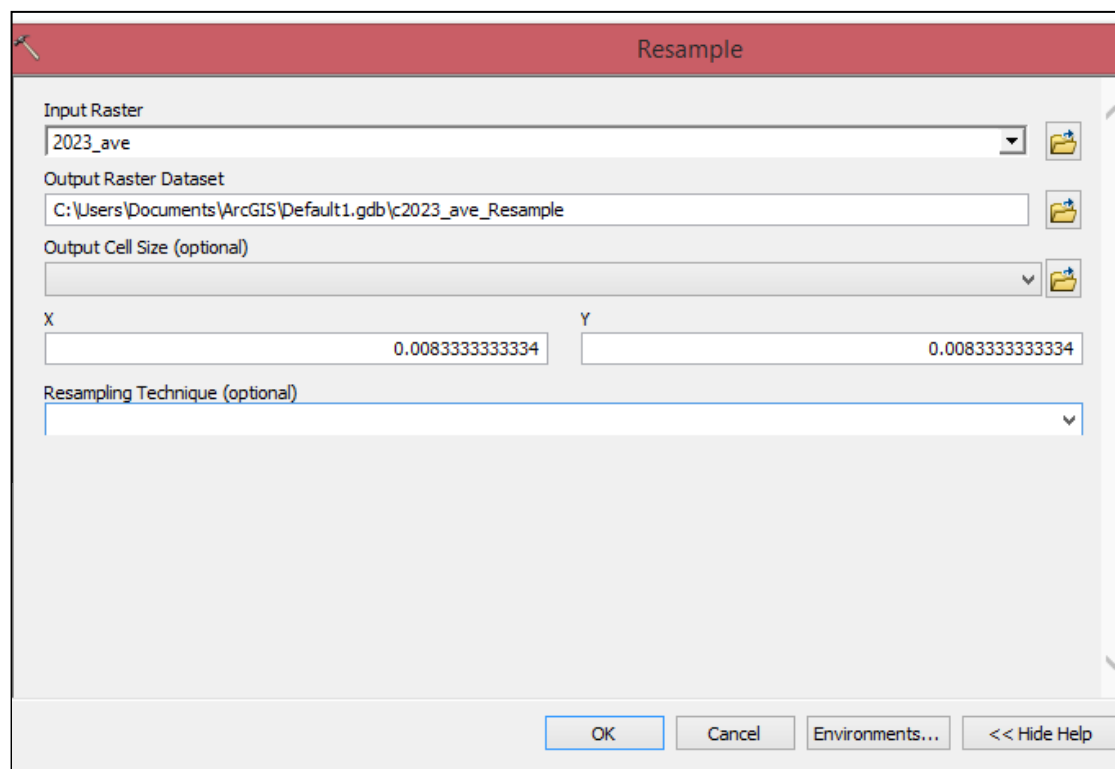 Resample
Input Raster
2023_ave
Output Raster Dataset
C:\Users\Documents\ArcGIS\Default1.gdb\c2023_ave_Resample
Output Cell Size (optional)
X Y
0.0083333333334 0.0083333333334
Resampling Technique (optional)
OK Cancel Environments... << Hide Help